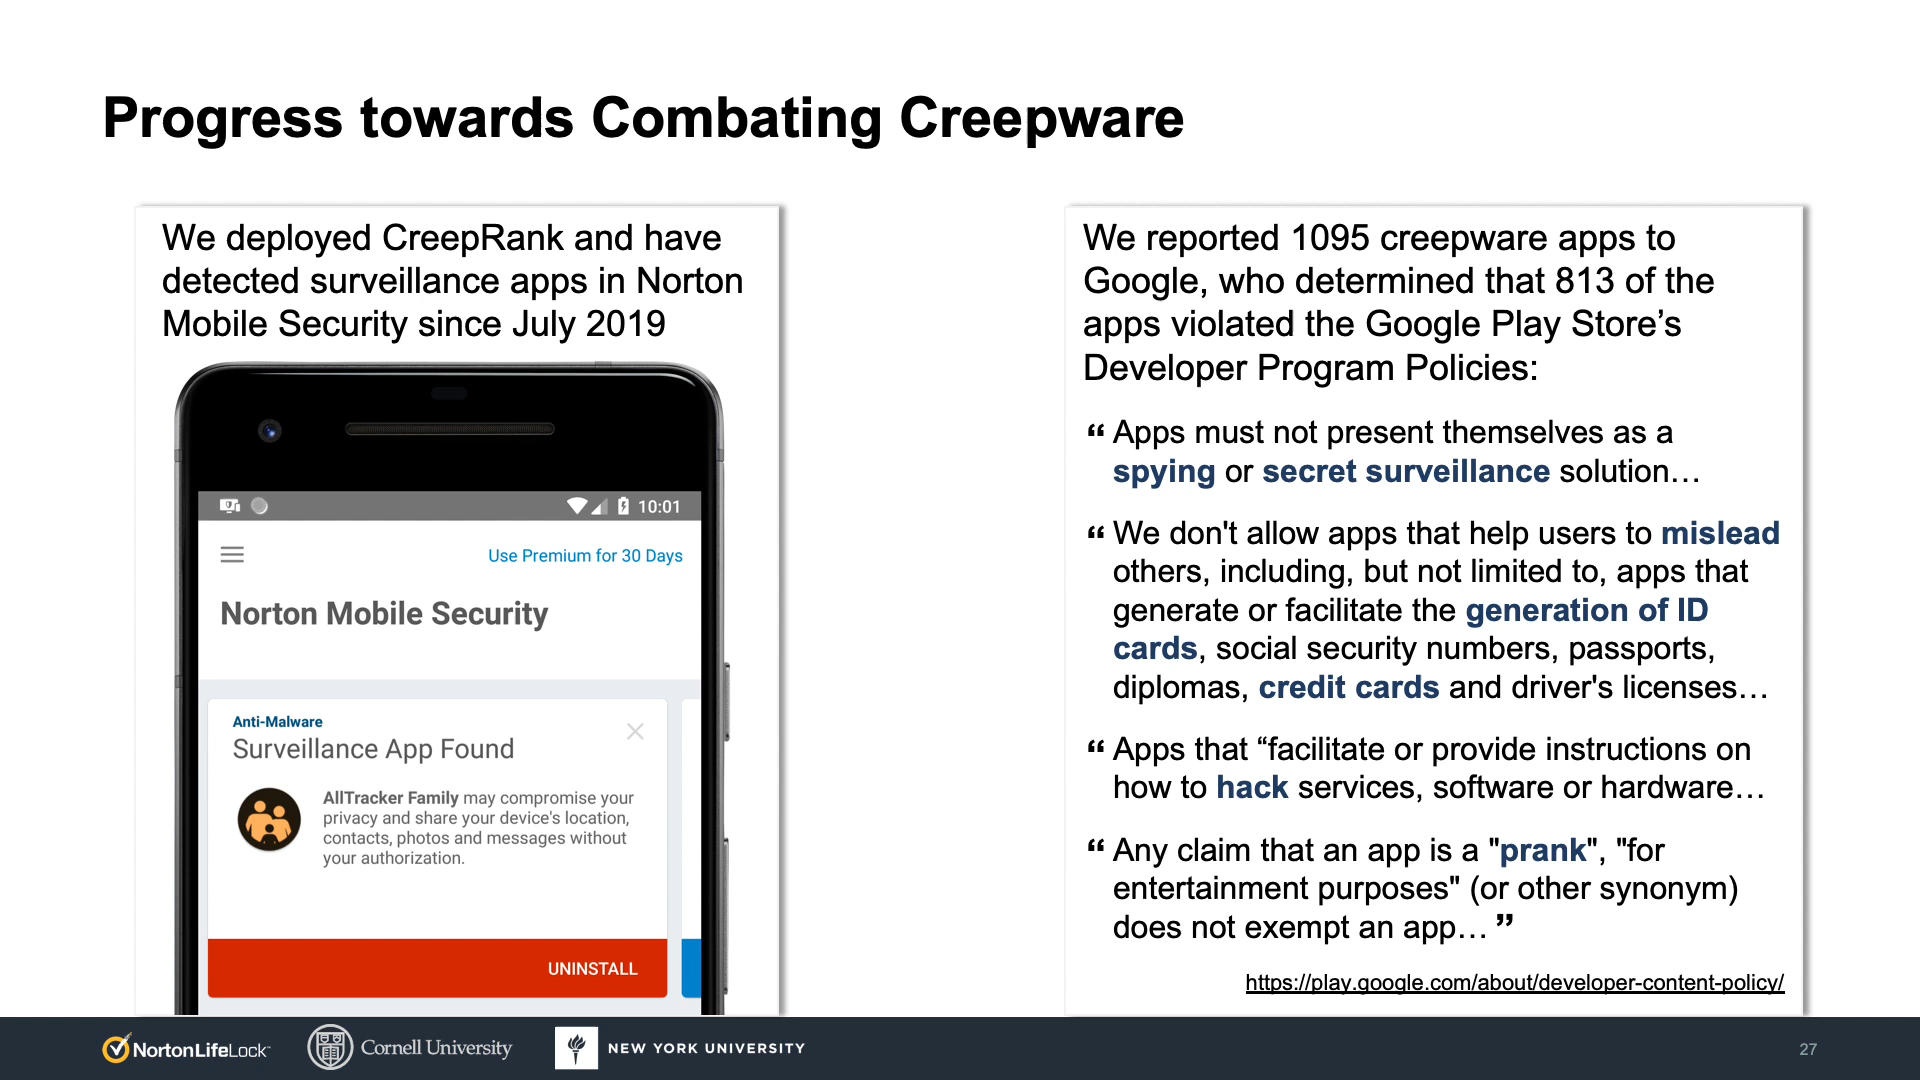 Progress towards Combating Creepware
We deployed CreepRank and have
detected surveillance apps in Norton
Mobile Security since July 2019
10:01
Use Premium for 30 Days
Norton Mobile Security
Anti-Malware
Surveillance App Found
AllTracker Family may compromise your
privacy and share your device's location,
contacts, photos and messages without
your authorization.
UNINSTALL
We reported 1095 creepware apps to
Google, who determined that 813 of the
apps violated the Google Play Store’s
Developer Program Policies:
“ Apps must not present themselves as a
spying or secret surveillance solution…
“ We don't allow apps that help users to mislead
others, including, but not limited to, apps that
generate or facilitate the generation of ID
cards, social security numbers, passports,
diplomas, credit cards and driver's licenses…
“ Apps that “facilitate or provide instructions on
how to hack services, software or hardware…
“ Any claim that an app is a "prank", "for
entertainment purposes" (or other synonym)
does not exempt an app… ”
https://play.google.com/about/developer-content-policy/
NortonLifeLock™
Cornell University
NEW YORK UNIVERSITY
27